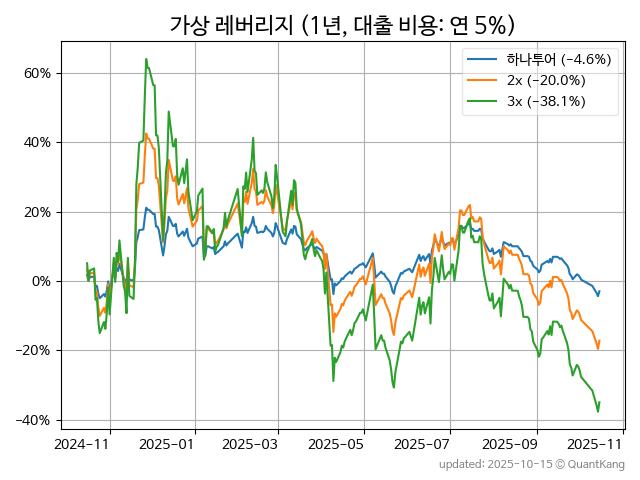 가상 레버리지 (1년, 대출 비용: 연 5%)
하나투어 (−4.6%)
2x (−20.0%)
3x (−38.1%)
60%
40%
20%
0%
−20%
−40%
2024−11 2025−01 2025−03 2025−05 2025−07 2025−09 2025−11
updated: 2025-10-15 © QuantKang